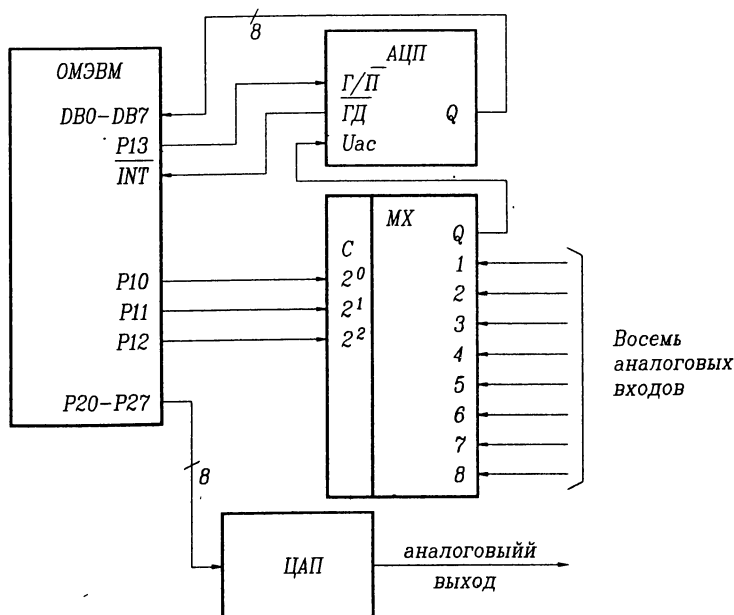 8
ОМЭВМ
DB0-DB7
P13
INT
P10
P11
P12
P20-P27
8
АЦП
Г/П
ГД
Uac
Q
MX
C
2⁰
2¹
2²
Q
1
2
3
4
5
6
7
8
Восемь
аналоговых
входов
ЦАП
аналоговыйй
выход